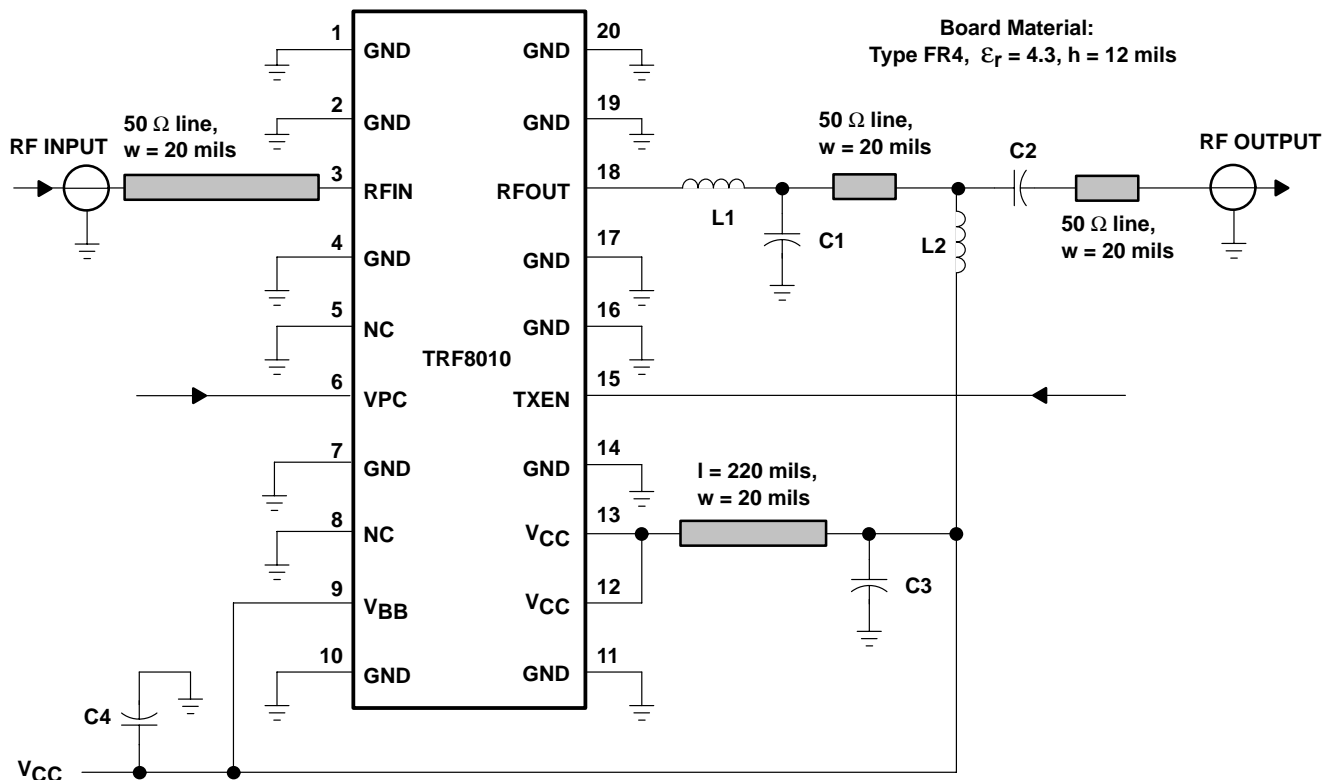 Board Material:
Type FR4, Ɛr = 4.3, h = 12 mils
1
GND
20
GND
2
GND
19
GND
50 Ω line,
w = 20 mils
RF INPUT
3
RFIN
18
RFOUT
L1
C1
50 Ω line,
w = 20 mils
C2
L2
50 Ω line,
w = 20 mils
RF OUTPUT
4
GND
17
GND
5
NC
16
GND
TRF8010
6
VPC
15
TXEN
7
GND
14
GND
l = 220 mils,
w = 20 mils
8
NC
13
VCC
C3
9
VBB
12
VCC
10
GND
11
GND
C4
VCC